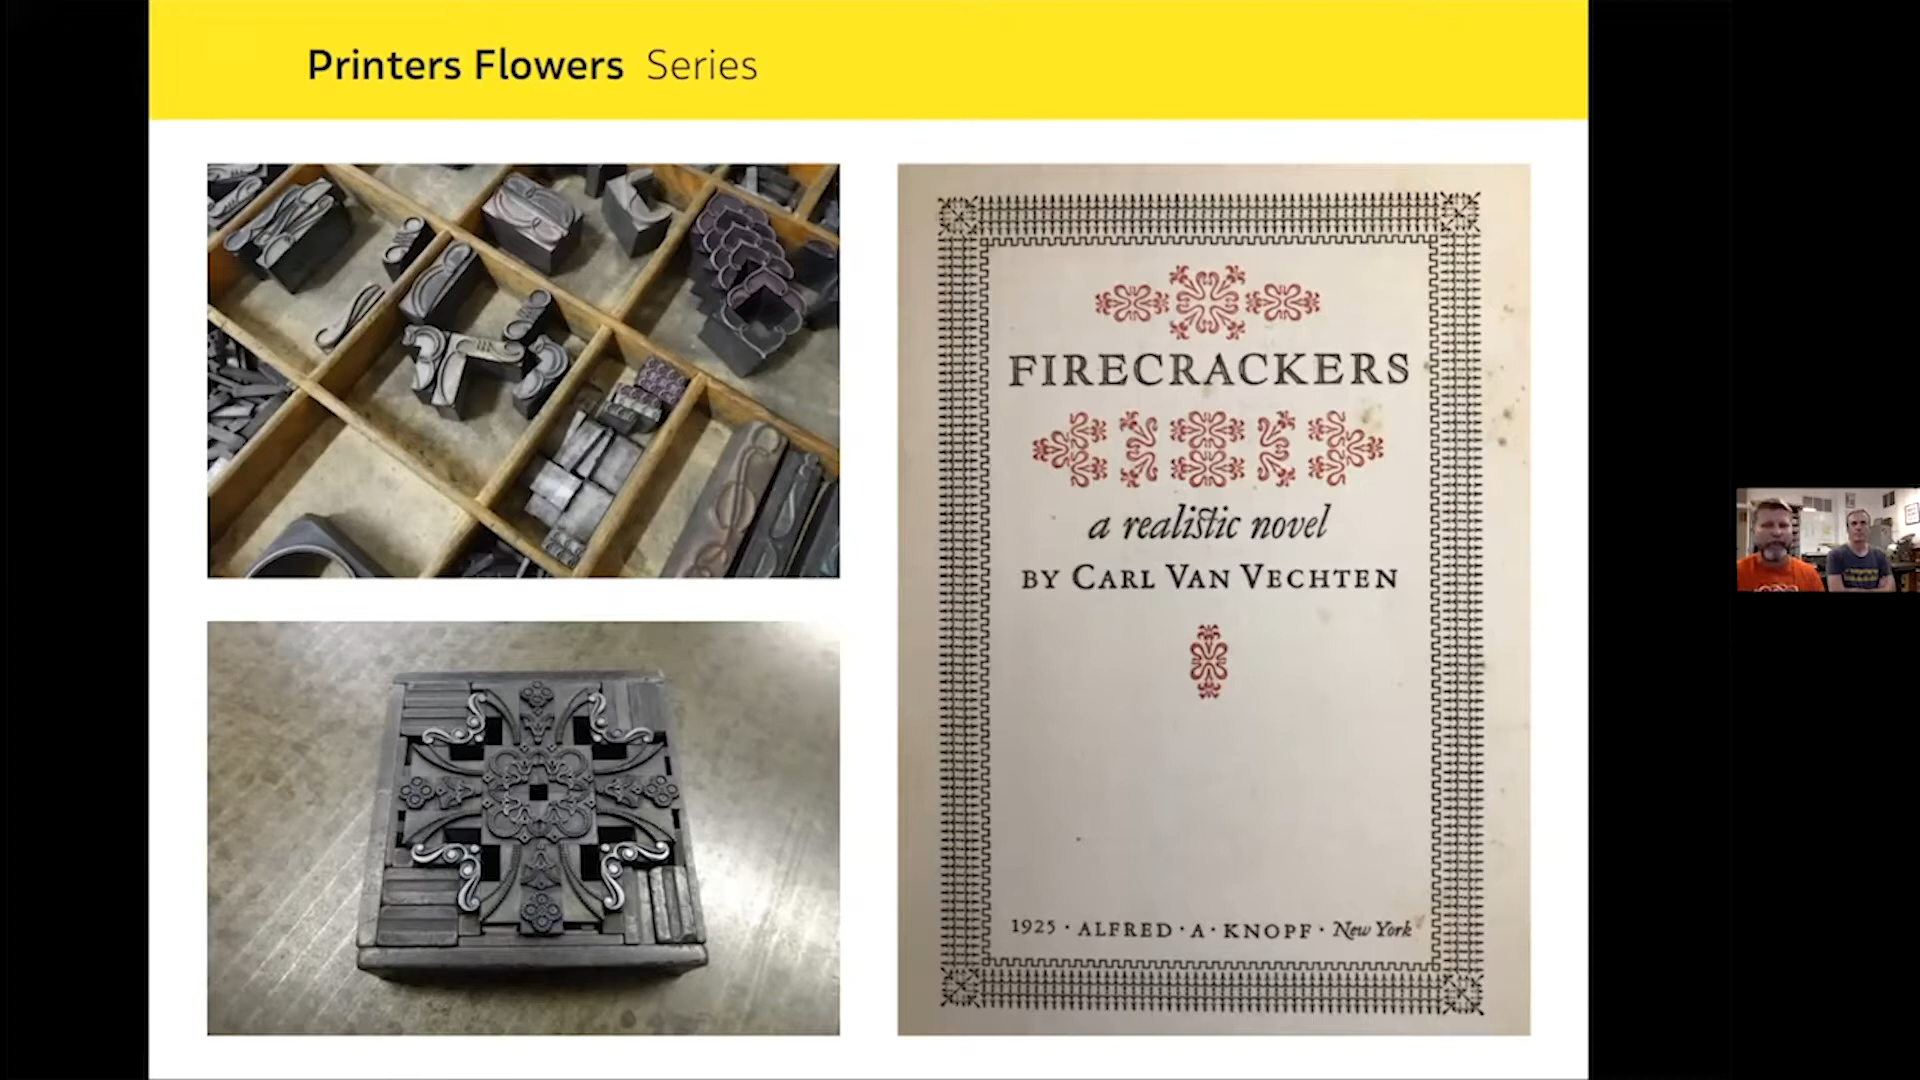 Printers Flowers Series
FIRECRACKERS
a realistic novel
BY CARL VAN VECHTEN
1925 · ALFRED · A · KNOPF · New York